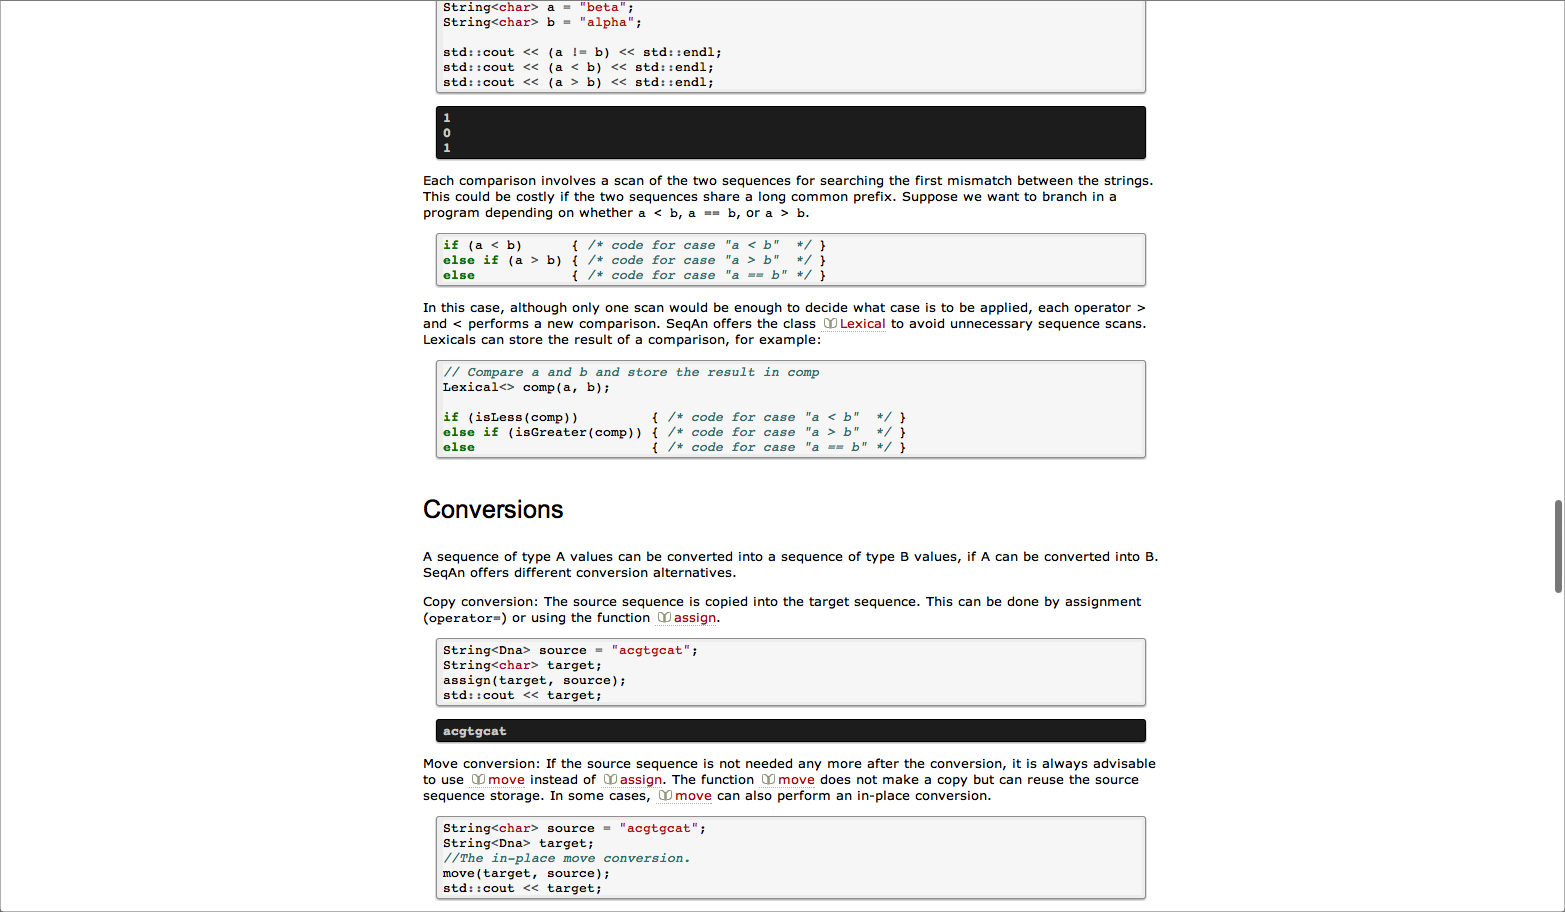 String<char> a = "beta";
String<char> b = "alpha";
std::cout << (a != b) << std::endl;
std::cout << (a < b) << std::endl;
std::cout << (a > b) << std::endl;
1
0
1
Each comparison involves a scan of the two sequences for searching the first mismatch between the strings.
This could be costly if the two sequences share a long common prefix. Suppose we want to branch in a
program depending on whether a < b, a == b, or a > b.
if (a < b)      { /* code for case "a < b"  */ }
else if (a > b) { /* code for case "a > b"  */ }
else            { /* code for case "a == b" */ }
In this case, although only one scan would be enough to decide what case is to be applied, each operator >
and < performs a new comparison. SeqAn offers the class Lexical to avoid unnecessary sequence scans.
Lexicals can store the result of a comparison, for example:
// Compare a and b and store the result in comp
Lexical<> comp(a, b);
if (isLess(comp))         { /* code for case "a < b"  */ }
else if (isGreater(comp)) { /* code for case "a > b"  */ }
else                      { /* code for case "a == b" */ }
Conversions
A sequence of type A values can be converted into a sequence of type B values, if A can be converted into B.
SeqAn offers different conversion alternatives.
Copy conversion: The source sequence is copied into the target sequence. This can be done by assignment
(operator=) or using the function assign.
String<Dna> source = "acgtgcat";
String<char> target;
assign(target, source);
std::cout << target;
acgtgcat
Move conversion: If the source sequence is not needed any more after the conversion, it is always advisable
to use move instead of assign. The function move does not make a copy but can reuse the source
sequence storage. In some cases, move can also perform an in-place conversion.
String<char> source = "acgtgcat";
String<Dna> target;
//The in-place move conversion.
move(target, source);
std::cout << target;